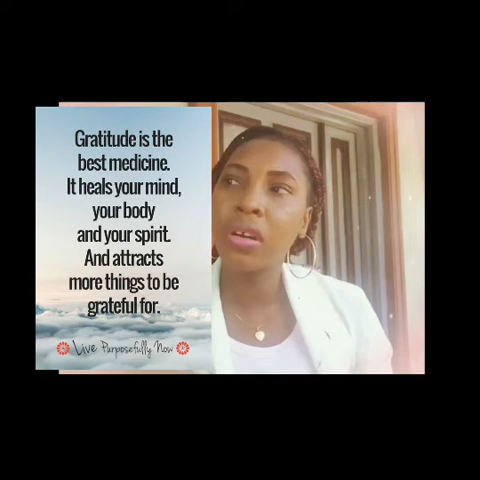 Gratitude is the
best medicine.
It heals your mind,
your body
and your spirit.
And attracts
more things to be
grateful for.
Live Purposefully Now